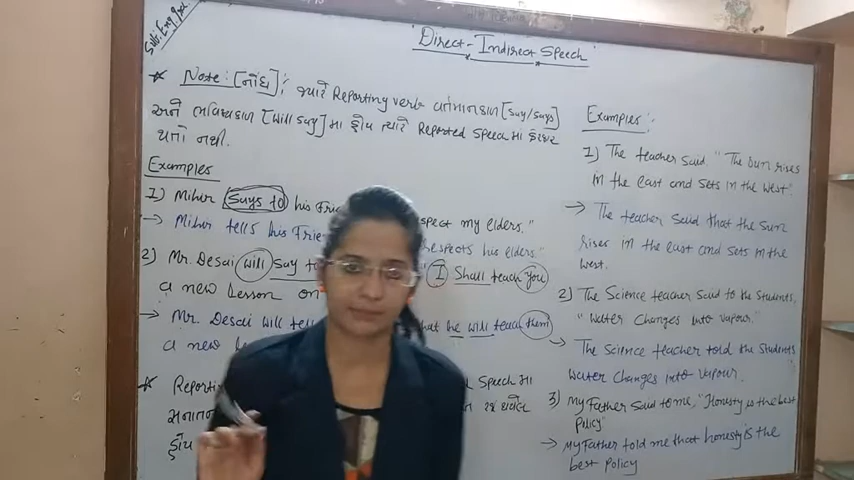 Sub: Eng Gra.
Direct-Indirect Speech
* Note: [નોંધ]: જ્યારે Reporting verb વર્તમાનકાળ [Say/Says]
અને ભવિષ્યકાળ [will say] માં હોય ત્યારે Reported Speech માં ફેરફાર
થતો નથી.
Examples
1) Mihir Says to his
spect my elders."
→ Mihir tells his
respects his elders.
2) Mr. Desai will Say
I Shall teach you
a new lesson on
→ Mr. Desai will tell
he will teach them
a new
* Speech માં
Examples:
1) The teacher said. "The Sun rises
in the east and sets in the west".
→ The teacher said that the sun
rises in the east and sets in the
west.
2) The Science teacher said to the students,
"Water Changes into vapour."
→ The Science teacher told the students
water changes into vapour.
3) My Father said to me, "Honesty is the best
policy"
→ My Father told me that honesty is the
best policy